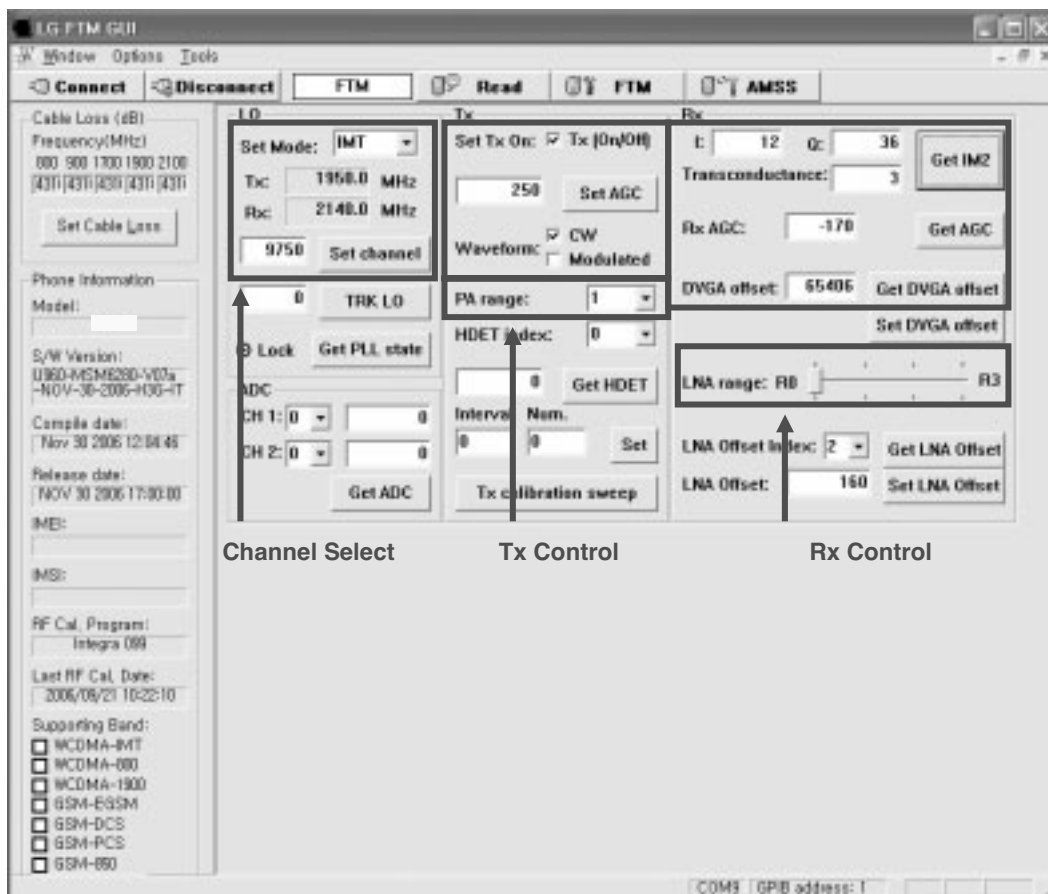 LG FTM GUI
Window Options Tools
Connect Disconnect FTM Read FTM AMSS
Cable Loss (dB)
Frequency(MHz)
800 900 1700 1900 2100
Set Cable Loss
Phone Information
Model:
S/W Version:
U960-MSM6280-V07a
-NOV-30-2006-H3G-IT
Compile date:
Nov 30 2006 12:04:46
Release date:
NOV 30 2006 17:00:00
IMEI:
IMSI:
RF Cal. Program:
Integra 099
Last RF Cal. Date:
2006/09/21 10:22:10
Supporting Band:
WCDMA-IMT
WCDMA-800
WCDMA-1900
GSM-EGSM
GSM-DCS
GSM-PCS
GSM-850
LO
Set Mode: IMT
Tx: 1950.0 MHz
Rx: 2140.0 MHz
9750 Set channel
0 TRK LO
Lock Get PLL state
ADC
CH 1: 0 0
CH 2: 0 0
Get ADC
Tx
Set Tx On: Tx (On/Off)
250 Set AGC
Waveform: CW
Modulated
PA range: 1
HDET Index: 0
0 Get HDET
Interval Num.
0 0 Set
Tx calibration sweep
Rx
I: 12 Q: 36 Get IM2
Transconductance: 3
Rx AGC: -170 Get AGC
DVGA offset: 65406 Get DVGA offset
Set DVGA offset
LNA range: R0 R3
LNA Offset Index: 2 Get LNA Offset
LNA Offset: 160 Set LNA Offset
Channel Select Tx Control Rx Control
COM9 GPIB address: 1